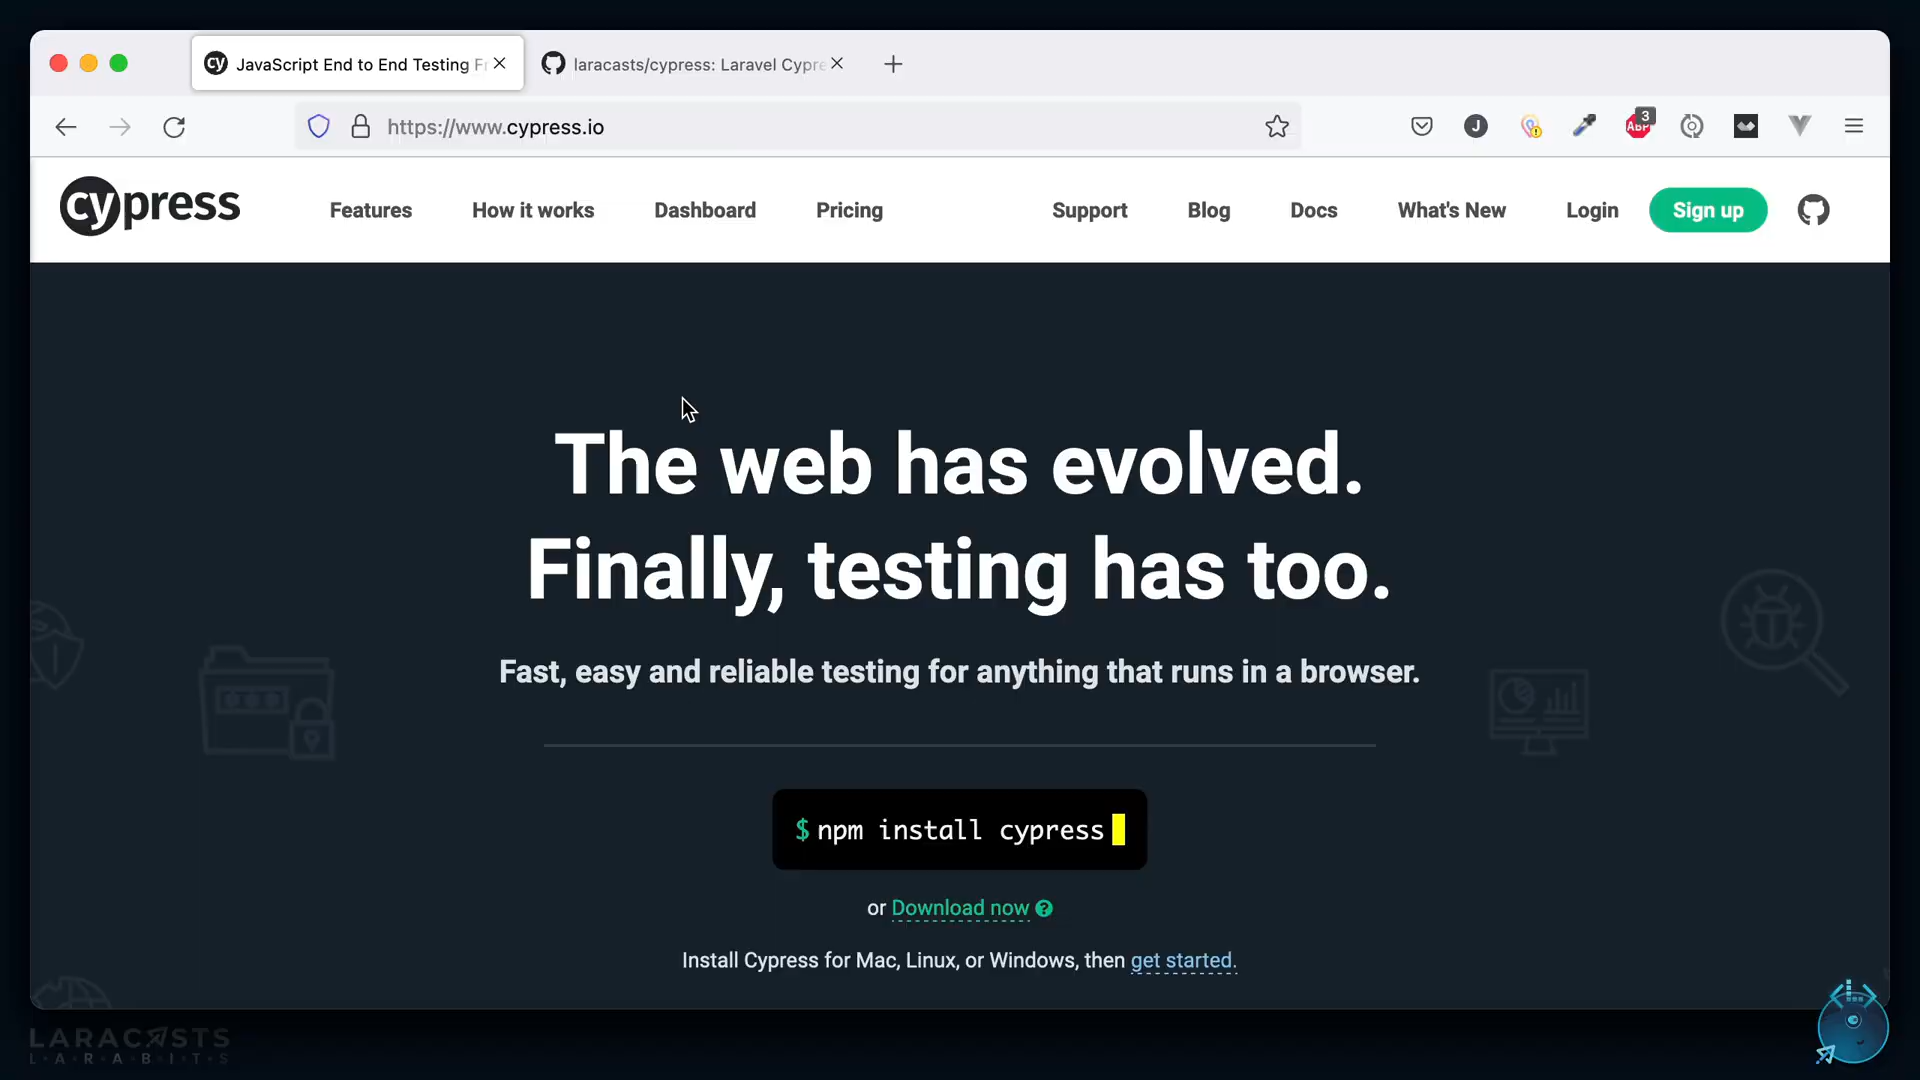 cy JavaScript End to End Testing F
laracasts/cypress: Laravel Cypre
https://www.cypress.io
J
ABP
3
cypress
Features
How it works
Dashboard
Pricing
Support
Blog
Docs
What's New
Login
Sign up
The web has evolved.
Finally, testing has too.
Fast, easy and reliable testing for anything that runs in a browser.
$ npm install cypress
or Download now ?
Install Cypress for Mac, Linux, or Windows, then get started.
LARACASTS
L·A·R·A·B·I·T·S